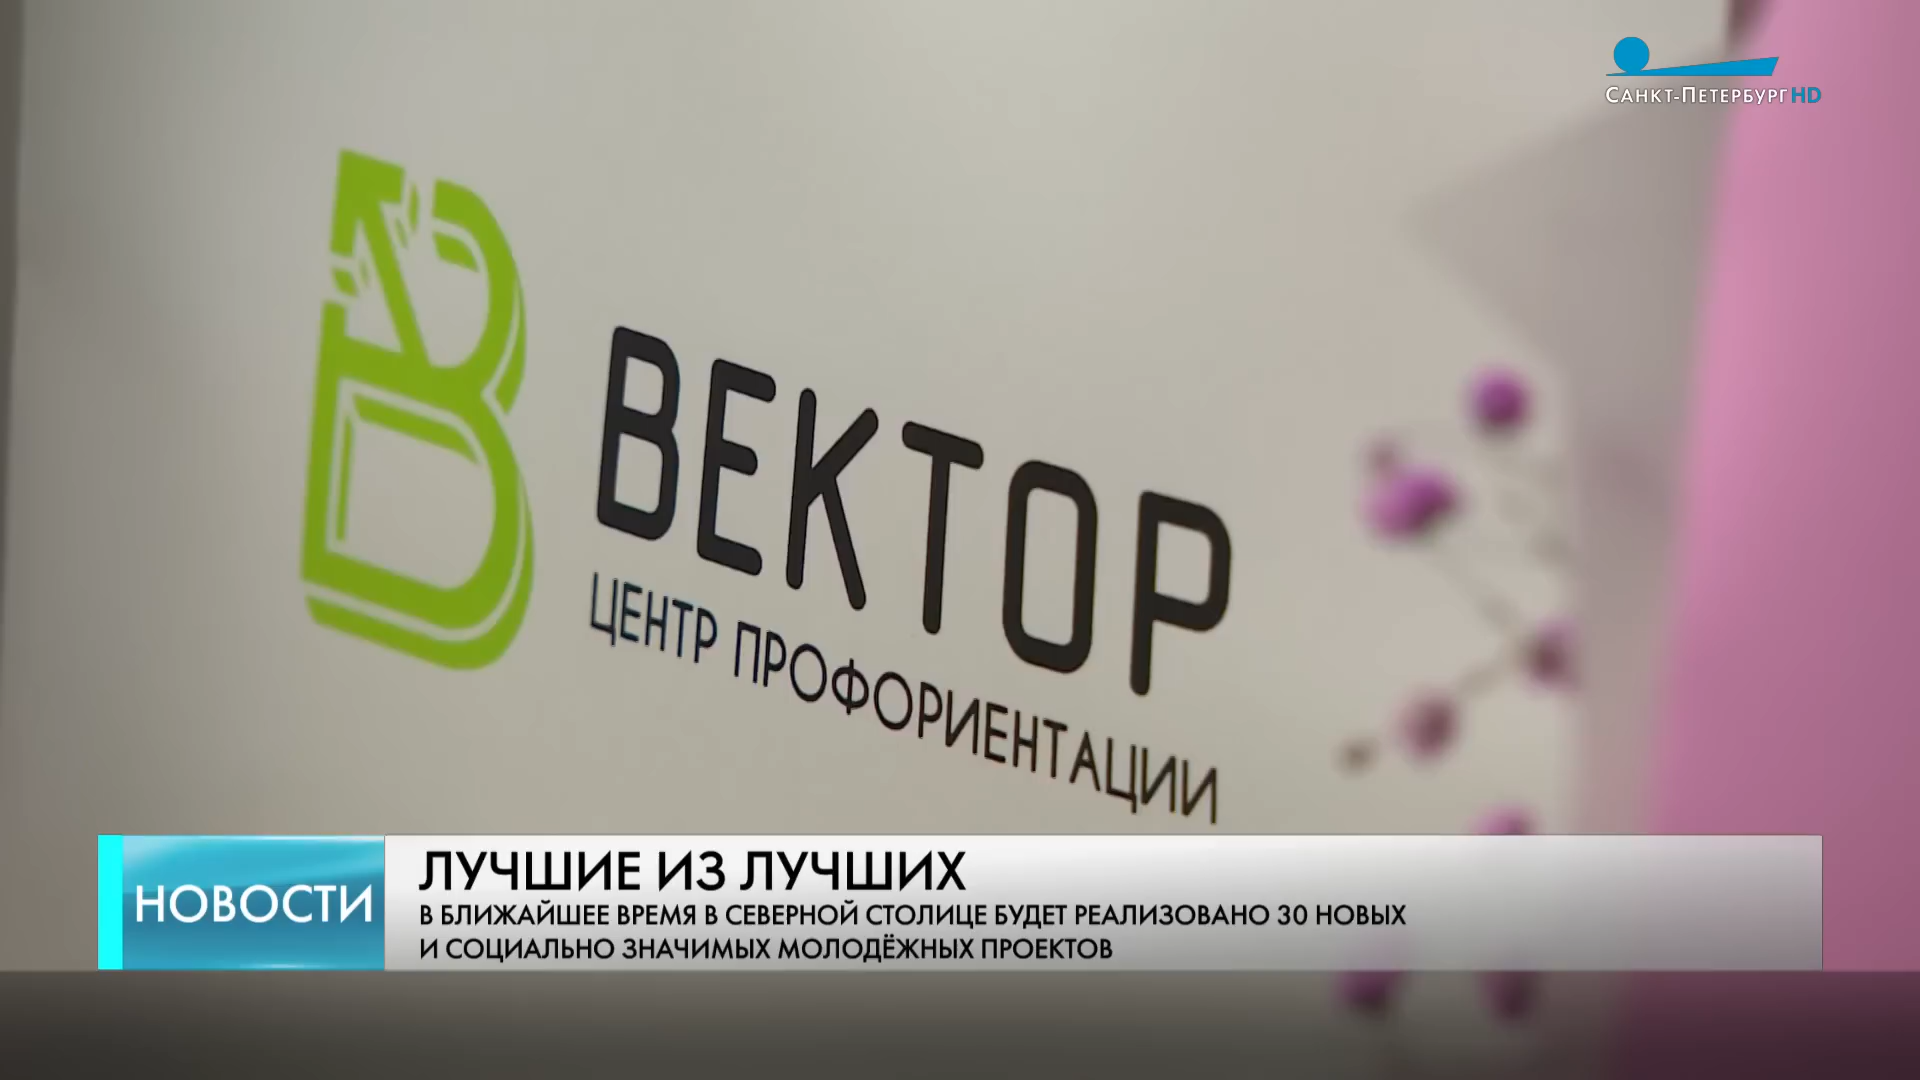 САНКТ-ПЕТЕРБУРГ HD
ВЕКТОР
ЦЕНТР ПРОФОРИЕНТАЦИИ
НОВОСТИ
ЛУЧШИЕ ИЗ ЛУЧШИХ
В БЛИЖАЙШЕЕ ВРЕМЯ В СЕВЕРНОЙ СТОЛИЦЕ БУДЕТ РЕАЛИЗОВАНО 30 НОВЫХ
И СОЦИАЛЬНО ЗНАЧИМЫХ МОЛОДЁЖНЫХ ПРОЕКТОВ